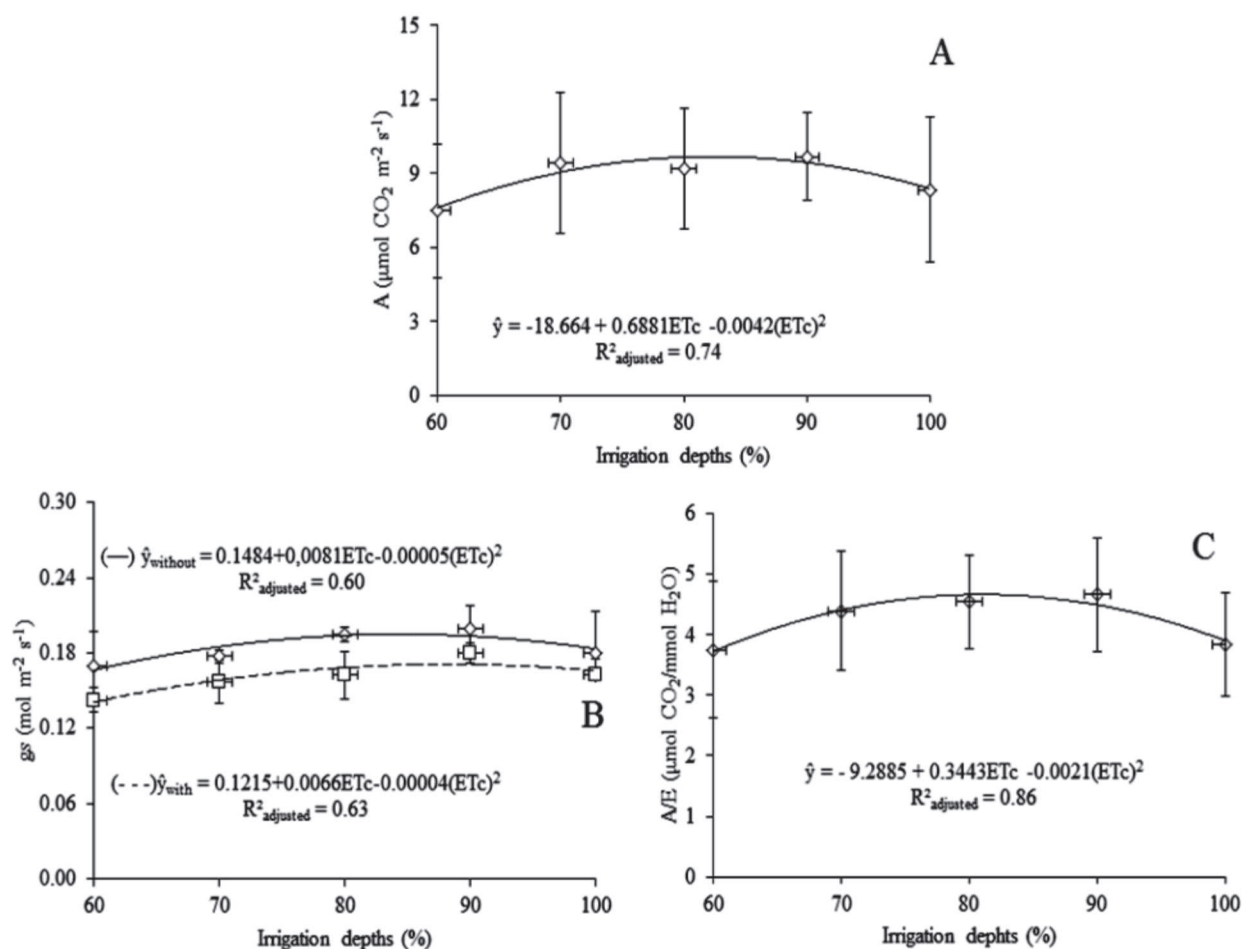 A
15
12
9
6
3
0
A (μmol CO₂ m⁻² s⁻¹)
ŷ = -18.664 + 0.6881ETc -0.0042(ETc)²
R²adjusted = 0.74
60 70 80 90 100
Irrigation depths (%)
0.30
0.24
0.18
0.12
0.06
0.00
gs (mol m⁻² s⁻¹)
(—) ŷwithout = 0.1484+0,0081ETc-0.00005(ETc)²
R²adjusted = 0.60
B
(- - -)ŷwith = 0.1215+0.0066ETc-0.00004(ETc)²
R²adjusted = 0.63
60 70 80 90 100
Irrigation depths (%)
6
5
4
3
2
1
0
A/E (μmol CO₂/mmol H₂O)
C
ŷ = - 9.2885 + 0.3443ETc -0.0021(ETc)²
R²adjusted = 0.86
60 70 80 90 100
Irrigation dephts (%)